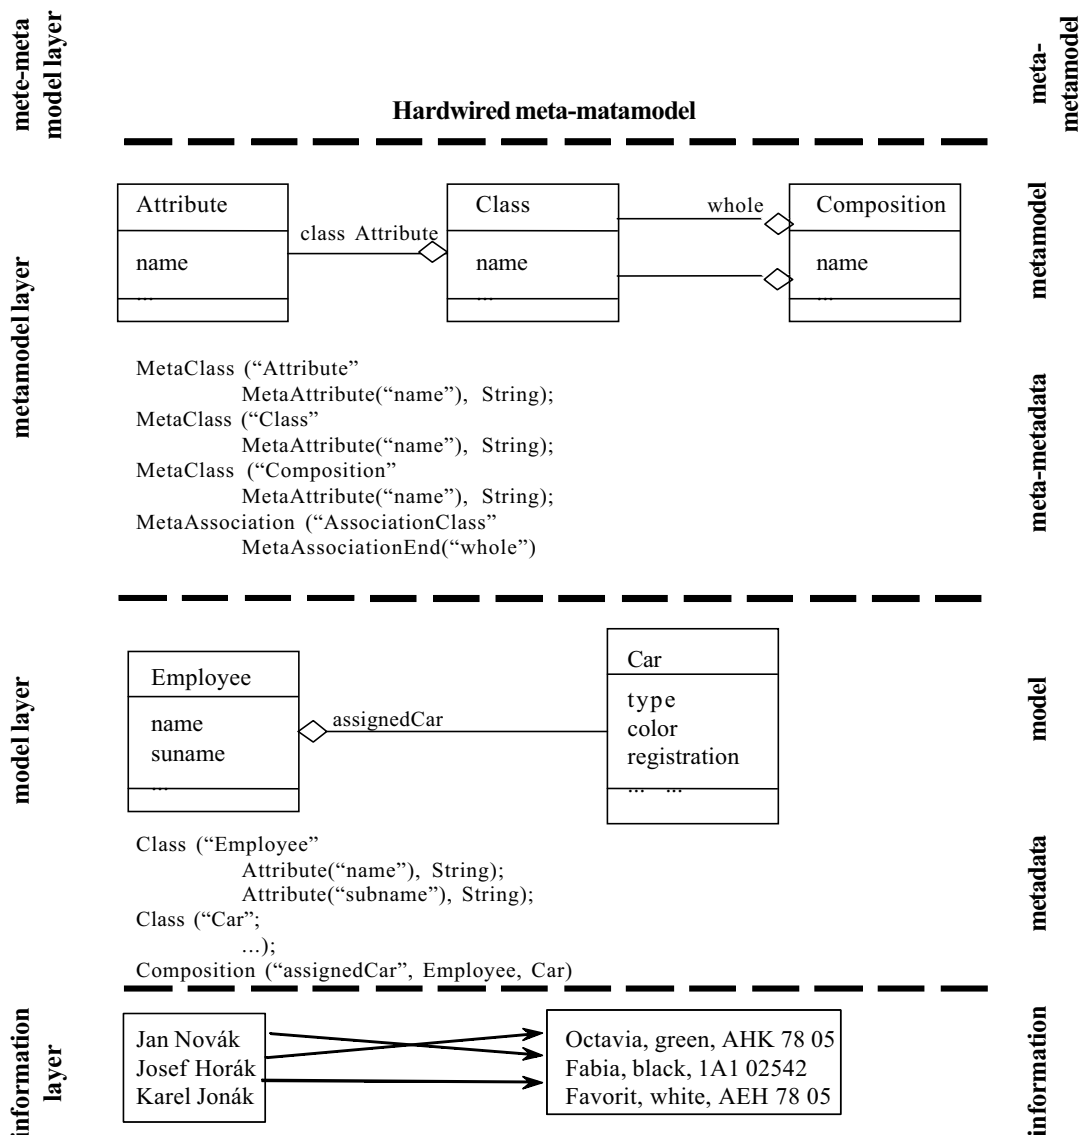 mete-meta
model layer
meta-
metamodel
Hardwired meta-matamodel
metamodel layer
metamodel
Attribute
name
...
class Attribute
Class
name
...
whole
Composition
name
...
MetaClass (“Attribute”
MetaAttribute(“name”), String);
MetaClass (“Class”
MetaAttribute(“name”), String);
MetaClass (“Composition”
MetaAttribute(“name”), String);
MetaAssociation (“AssociationClass”
MetaAssociationEnd(“whole”)
meta-metadata
model layer
model
Employee
name
suname
...
assignedCar
Car
type
color
registration
... ...
Class (“Employee”
Attribute(“name”), String);
Attribute(“subname”), String);
Class (“Car”;
...);
Composition (“assignedCar”, Employee, Car)
metadata
information
layer
Jan Novák
Josef Horák
Karel Jonák
Octavia, green, AHK 78 05
Fabia, black, 1A1 02542
Favorit, white, AEH 78 05
information